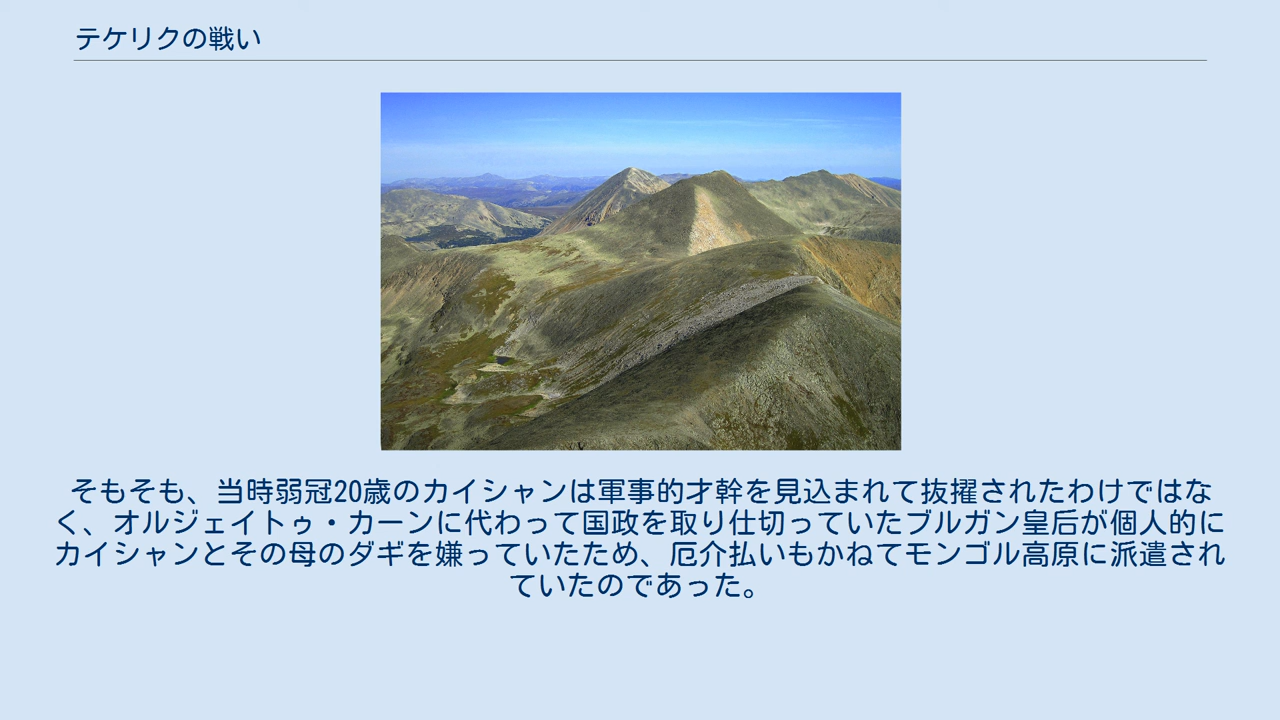 テケリクの戦い
そもそも、当時弱冠20歳のカイシャンは軍事的才幹を見込まれて抜擢されたわけではな
く、オルジェイトゥ・カーンに代わって国政を取り仕切っていたブルガン皇后が個人的に
カイシャンとその母のダギを嫌っていたため、厄介払いもかねてモンゴル高原に派遣され
ていたのであった。